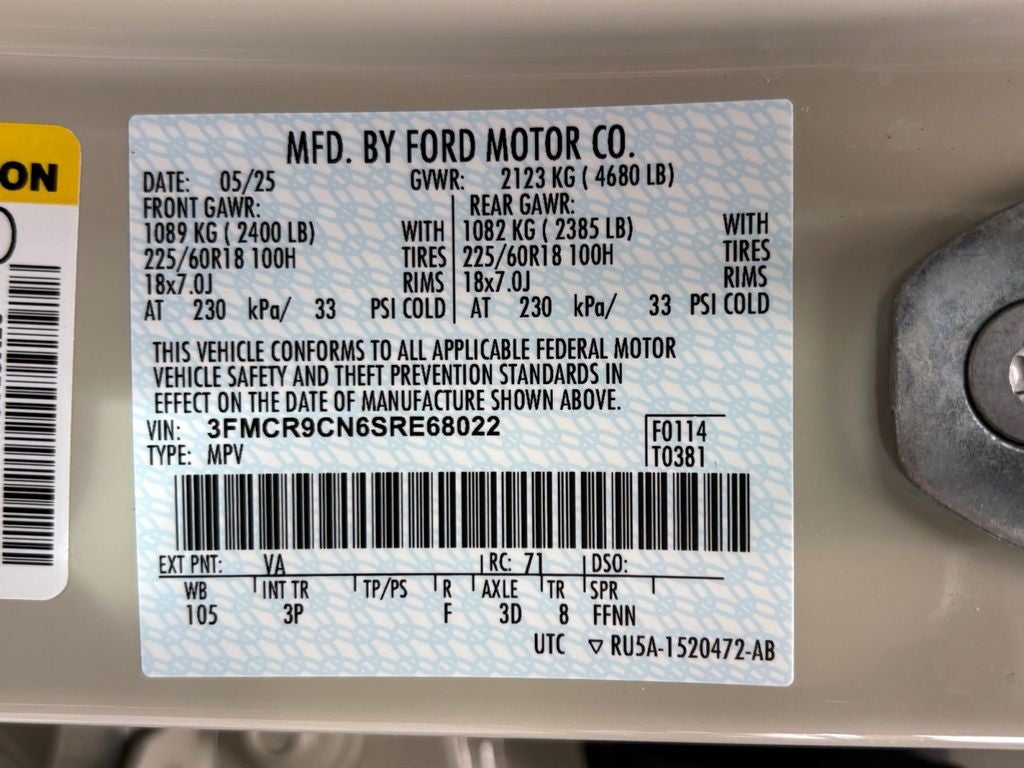 ON
MFD. BY FORD MOTOR CO.
DATE: 05/25 GVWR: 2123 KG ( 4680 LB)
FRONT GAWR: REAR GAWR:
1089 KG ( 2400 LB) WITH 1082 KG ( 2385 LB) WITH
225/60R18 100H TIRES 225/60R18 100H TIRES
18x7.0J RIMS 18x7.0J RIMS
AT 230 kPa/ 33 PSI COLD AT 230 kPa/ 33 PSI COLD
THIS VEHICLE CONFORMS TO ALL APPLICABLE FEDERAL MOTOR
VEHICLE SAFETY AND THEFT PREVENTION STANDARDS IN
EFFECT ON THE DATE OF MANUFACTURE SHOWN ABOVE.
VIN: 3FMCR9CN6SRE68022 F0114
TYPE: MPV T0381
EXT PNT: VA RC: 71 DSO:
WB INT TR TP/PS R AXLE TR SPR
105 3P F 3D 8 FFNN
UTC ▽ RU5A-1520472-AB